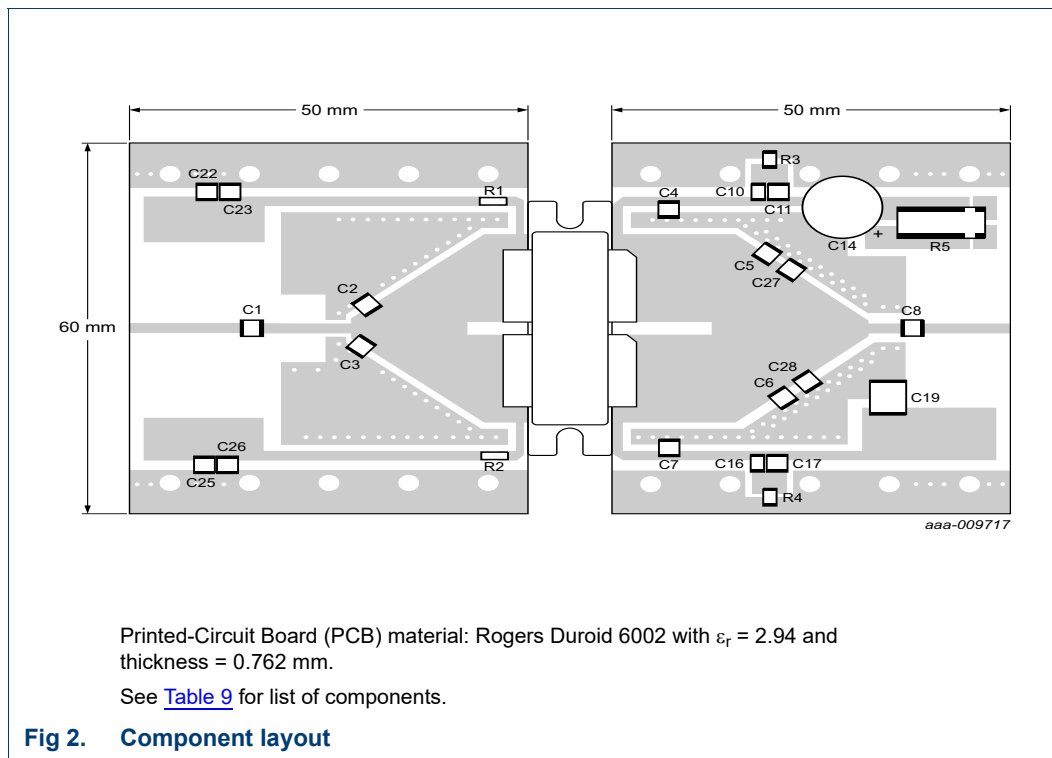 50 mm
50 mm
60 mm
C22
C23
R1
C2
C1
C3
C26
C25
R2
R3
C4
C10
C11
C14
+
R5
C5
C27
C8
C28
C6
C19
C7
C16
C17
R4
aaa-009717
Printed-Circuit Board (PCB) material: Rogers Duroid 6002 with εr = 2.94 and
thickness = 0.762 mm.
See Table 9 for list of components.
Fig 2. Component layout